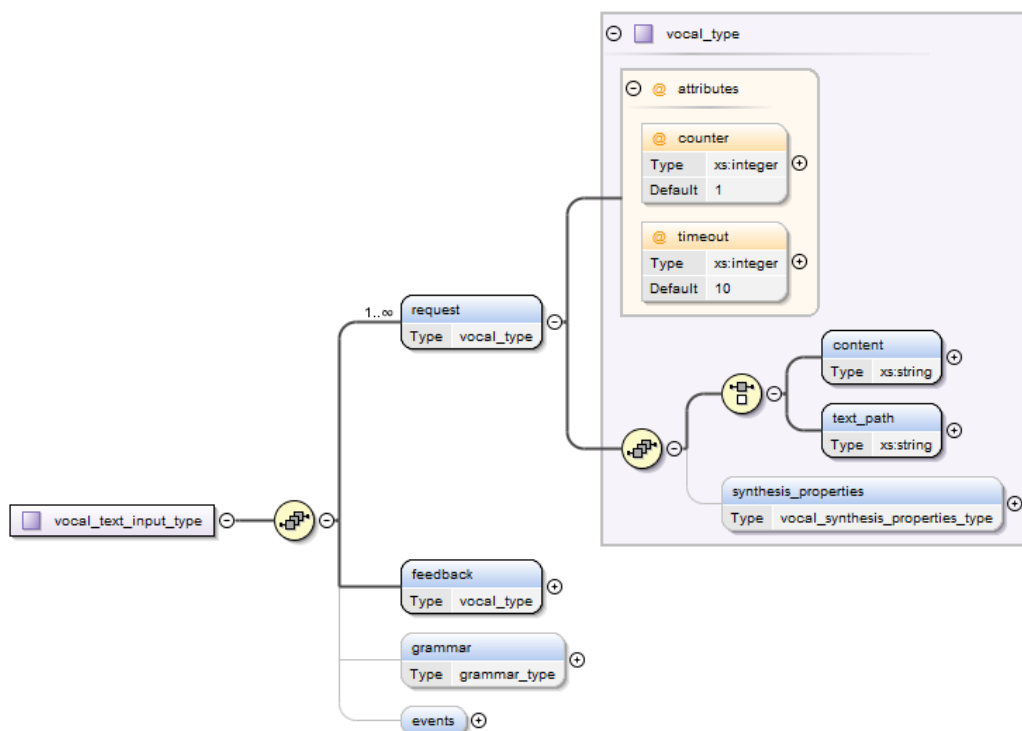 vocal_type
@ attributes
@ counter
Type xs:integer
Default 1
@ timeout
Type xs:integer
Default 10
1..∞
request
Type vocal_type
content
Type xs:string
text_path
Type xs:string
synthesis_properties
Type vocal_synthesis_properties_type
vocal_text_input_type
feedback
Type vocal_type
grammar
Type grammar_type
events